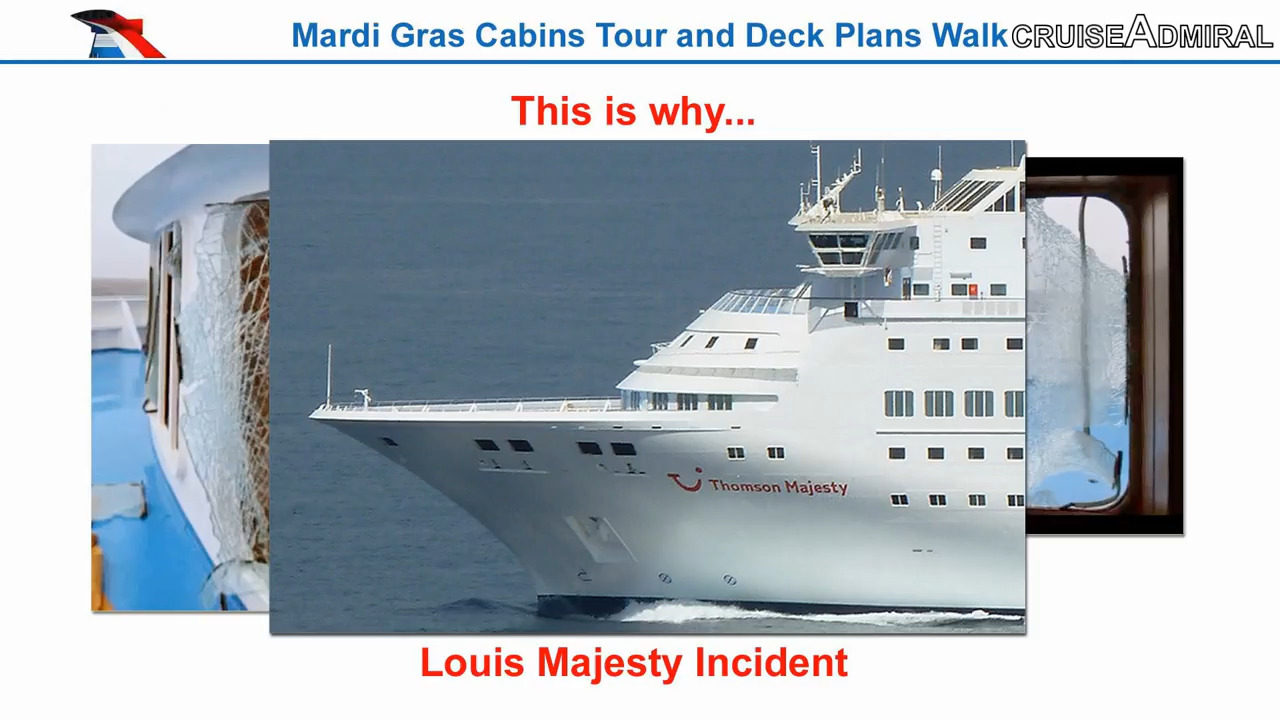 Mardi Gras Cabins Tour and Deck Plans Walk
CRUISEADMIRAL
This is why...
Thomson Majesty
Louis Majesty Incident